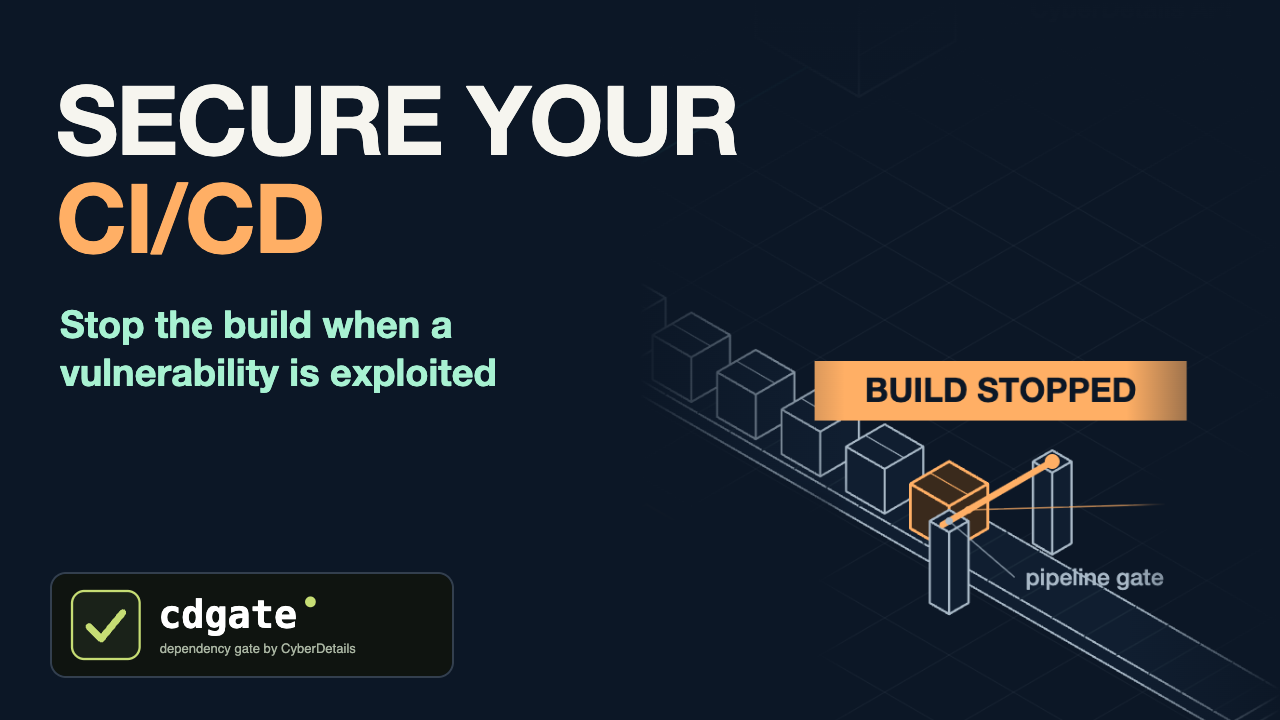 SECURE YOUR
CI/CD
Stop the build when a
vulnerability is exploited
BUILD STOPPED
pipeline gate
cdgate
dependency gate by CyberDetails